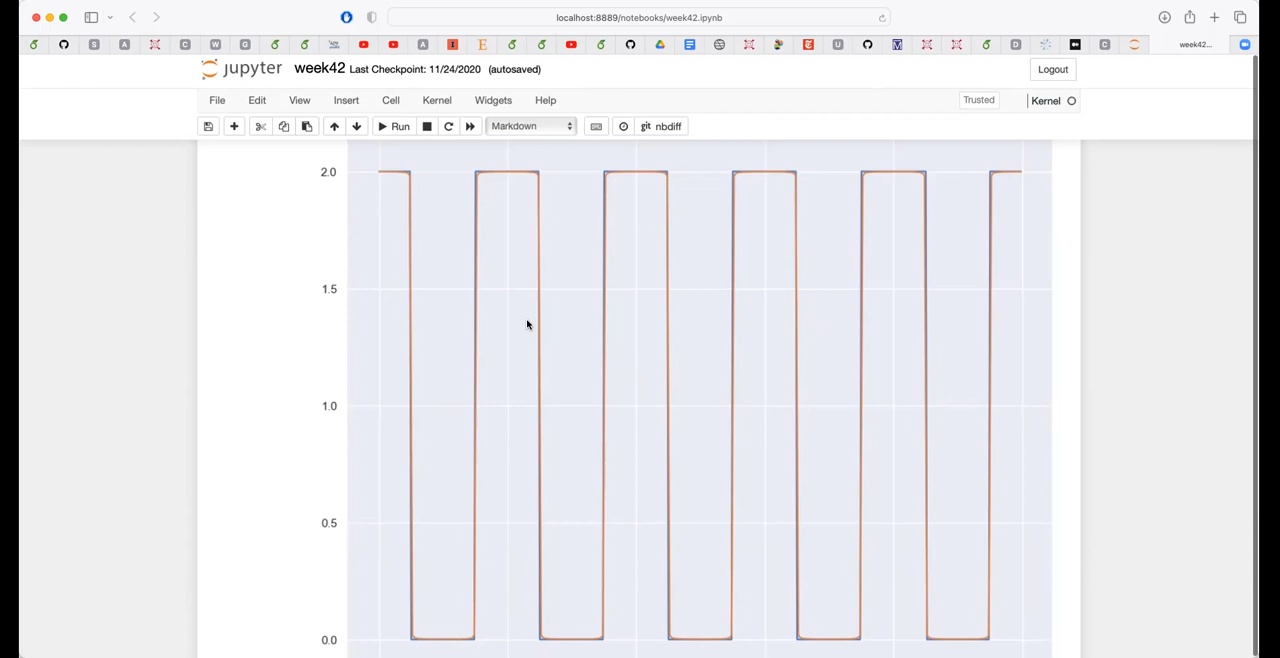 localhost:8889/notebooks/week42.ipynb
S A C W G A I E U M D C week42...
jupyter week42 Last Checkpoint: 11/24/2020 (autosaved) Logout
File Edit View Insert Cell Kernel Widgets Help Trusted Kernel
Run Markdown git nbdiff
2.0
1.5
1.0
0.5
0.0